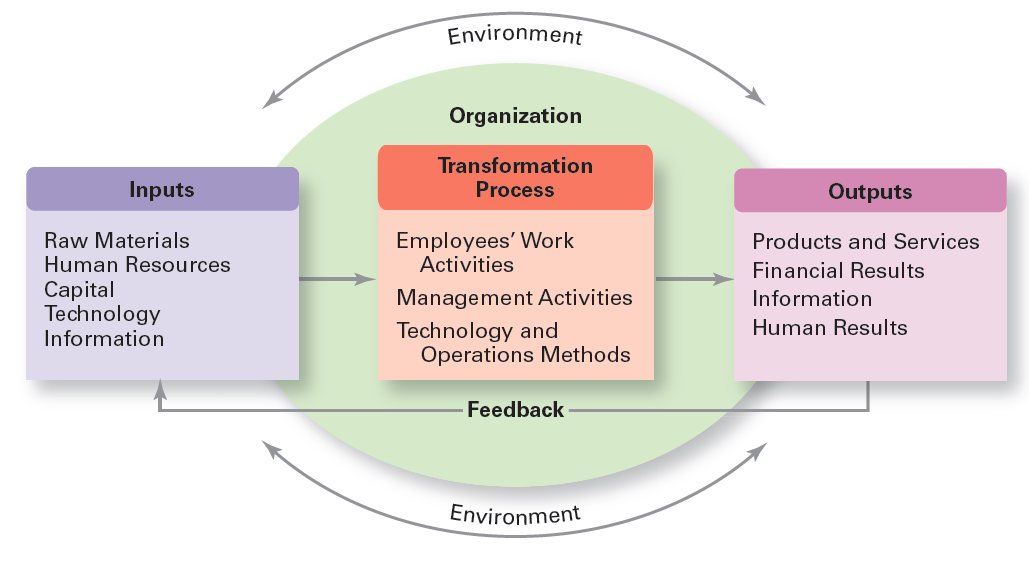 Environment
Organization
Inputs
Raw Materials
Human Resources
Capital
Technology
Information
Transformation
Process
Employees’ Work
Activities
Management Activities
Technology and
Operations Methods
Outputs
Products and Services
Financial Results
Information
Human Results
Feedback
Environment